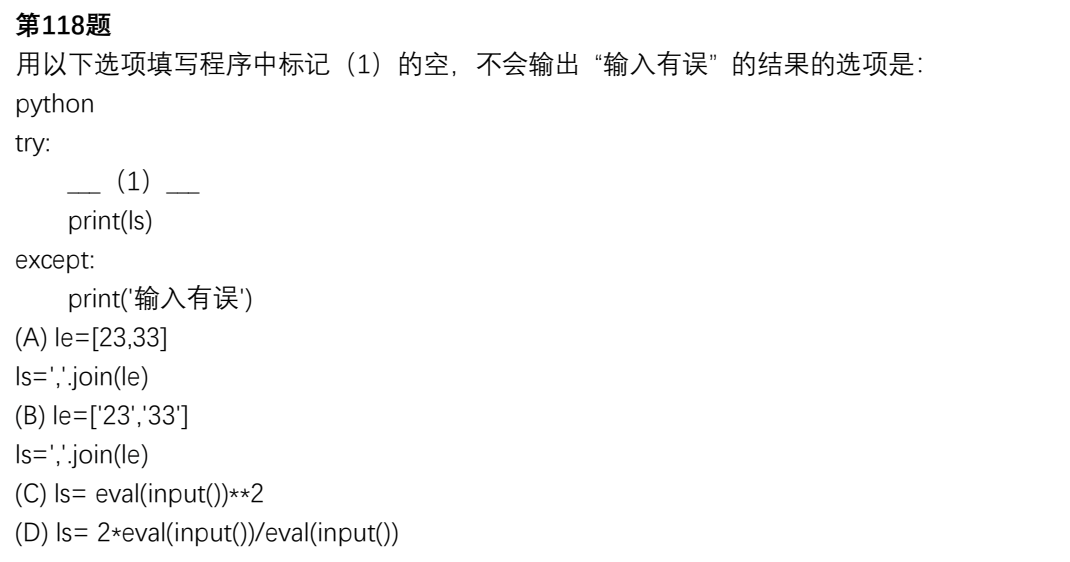 第118题
用以下选项填写程序中标记（1）的空，不会输出“输入有误”的结果的选项是：
python
try:
___（1）___
print(ls)
except:
print('输入有误')
(A) le=[23,33]
ls=','.join(le)
(B) le=['23','33']
ls=','.join(le)
(C) ls= eval(input())**2
(D) ls= 2*eval(input())/eval(input())